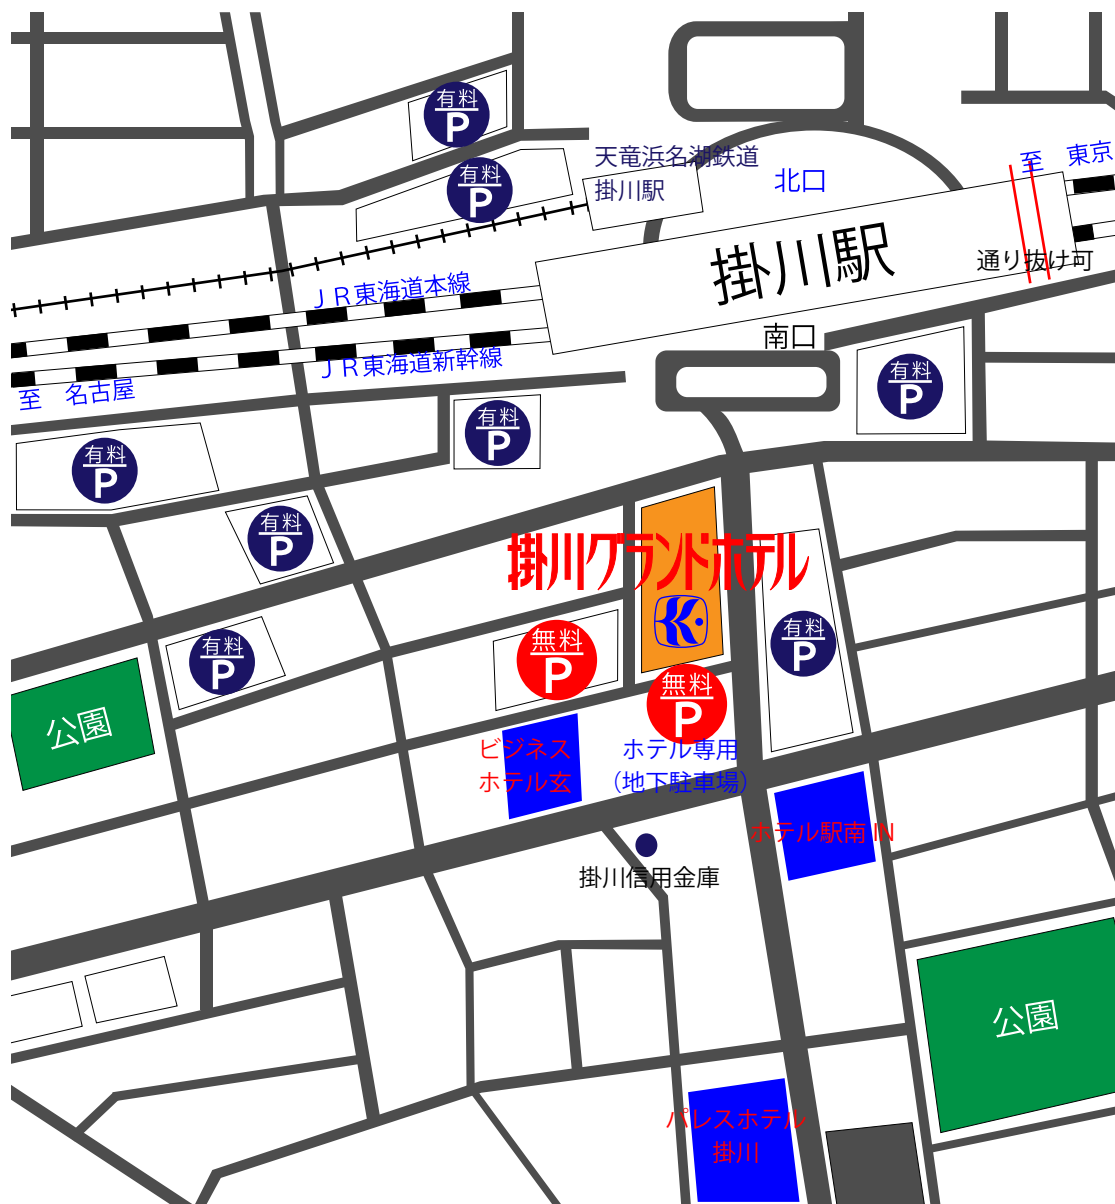 有料
P
有料
P
天竜浜名湖鉄道
掛川駅
北口
至 東京
掛川駅
通り抜け可
ＪＲ東海道本線
南口
ＪＲ東海道新幹線
至 名古屋
有料
P
有料
P
有料
P
有料
P
掛川グランドホテル
有料
P
有料
P
無料
P
無料
P
公園
ビジネス
ホテル玄
ホテル専用
（地下駐車場）
ホテル駅南 IN
掛川信用金庫
公園
パレスホテル
掛川